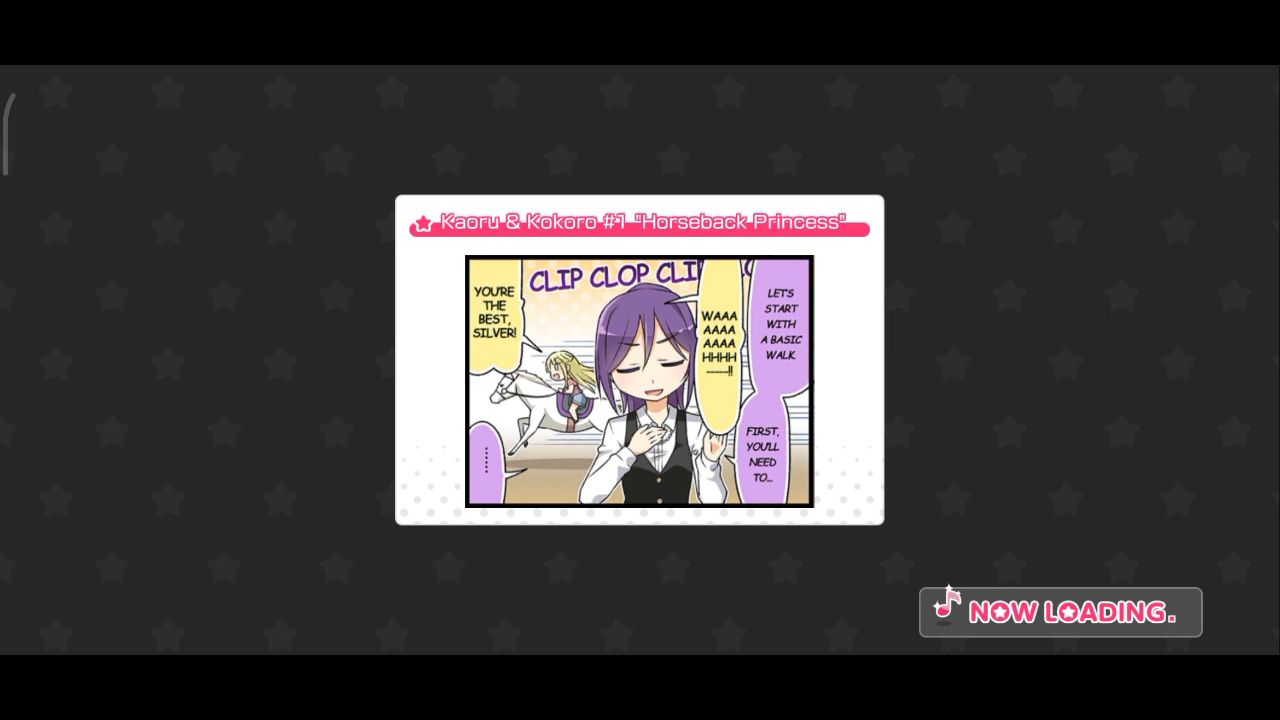 Kaoru & Kokoro #1 "Horseback Princess"
CLIP CLOP
LET'S
START
WITH
A BASIC
WALK.
FIRST,
YOU'LL
NEED
TO...
WAAA
AAAA
AAAA
HHHH
——!!
YOU'RE
THE
BEST,
SILVER!
........
NOW LOADING.